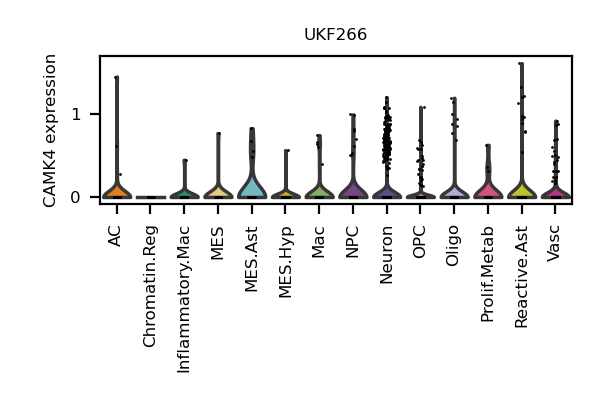 UKF266
CAMK4 expression
1
0
AC
Chromatin.Reg
Inflammatory.Mac
MES
MES.Ast
MES.Hyp
Mac
NPC
Neuron
OPC
Oligo
Prolif.Metab
Reactive.Ast
Vasc